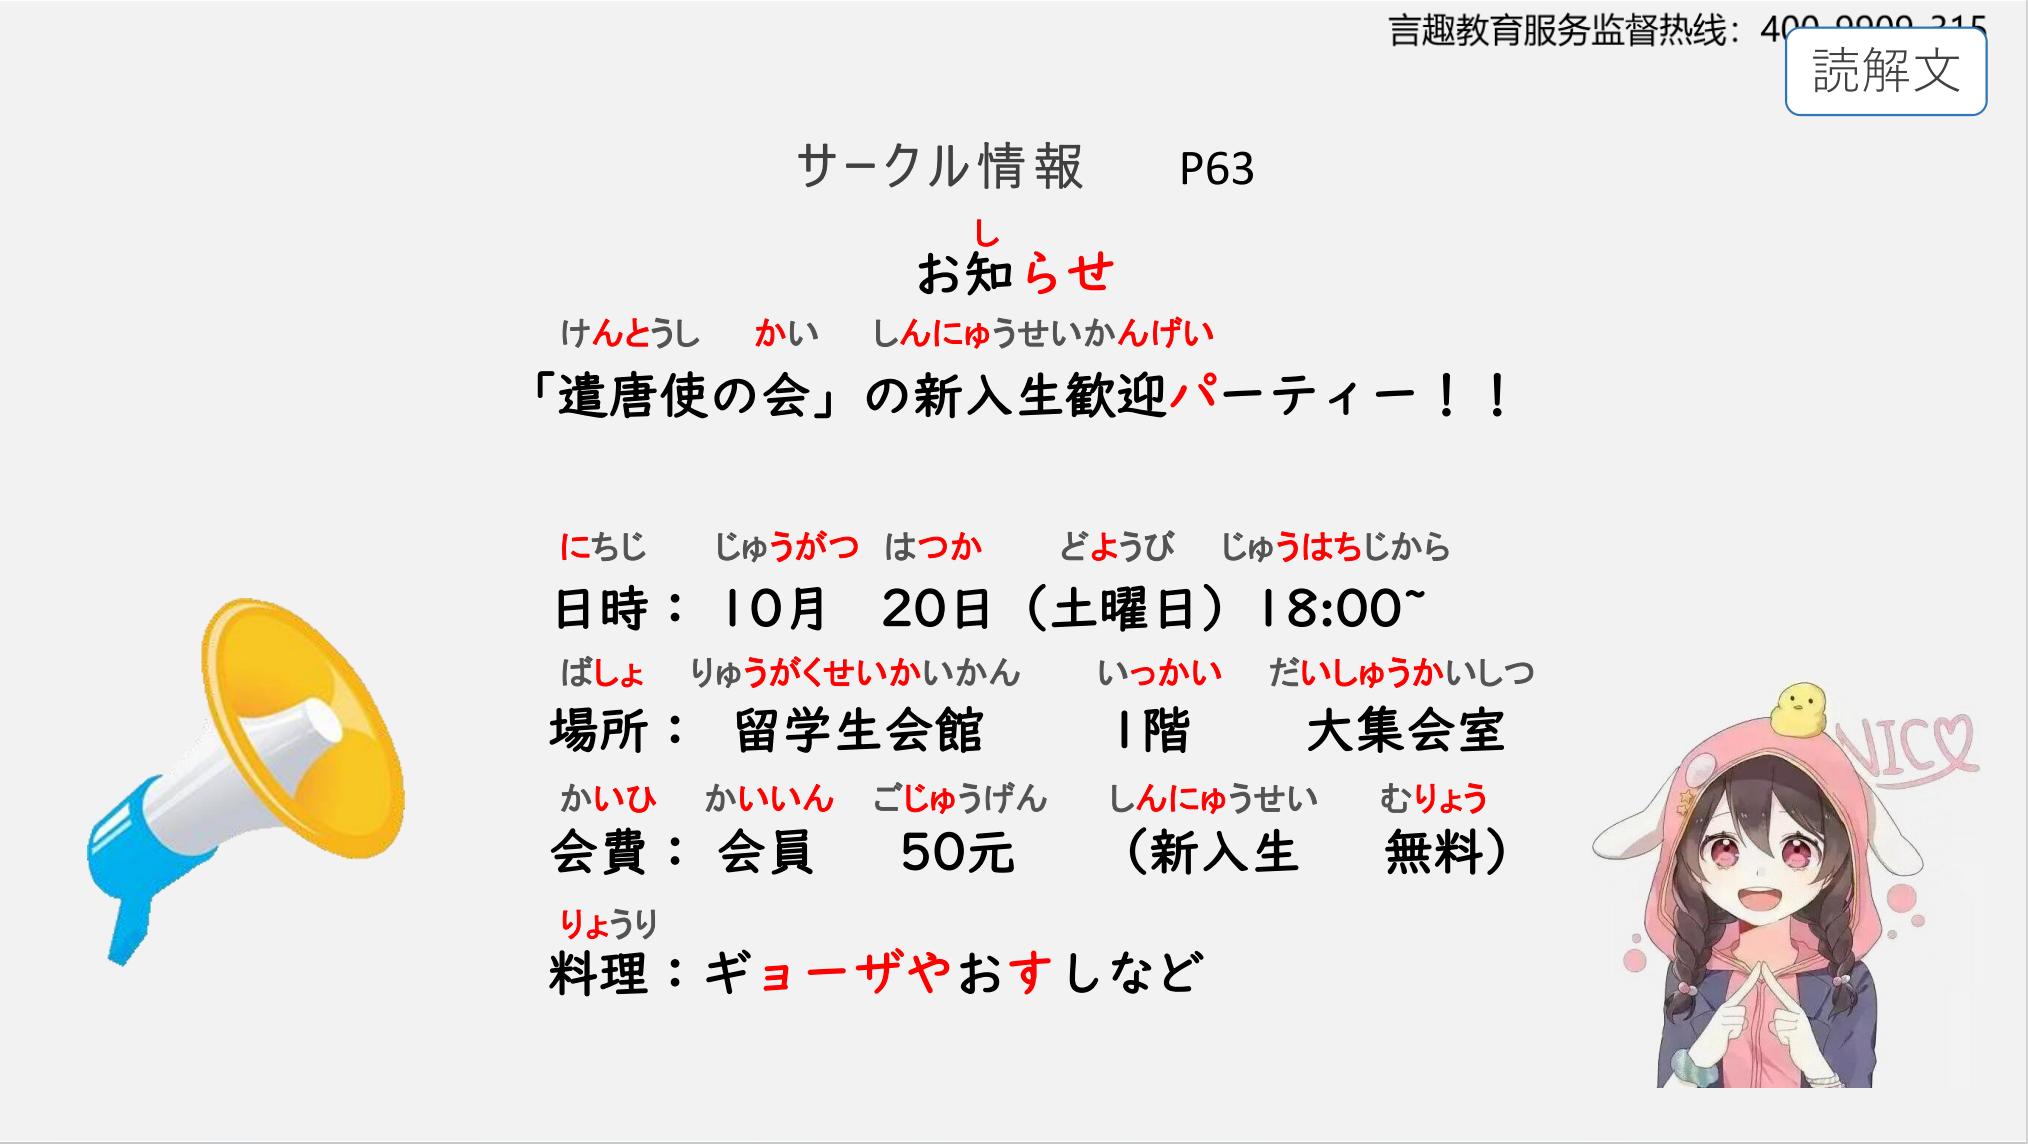 言趣教育服务监督热线：400-9909-315
読解文
サークル情報 P63
し
お知らせ
けんとうし かい しんにゅうせいかんげい
「遣唐使の会」の新入生歓迎パーティー！！
にちじ じゅうがつ はつか どようび じゅうはちじから
日時： 10月 20日（土曜日）18:00~
ばしょ りゅうがくせいかいかん いっかい だいしゅうかいしつ
場所： 留学生会館 1階 大集会室
かいひ かいいん ごじゅうげん しんにゅうせい むりょう
会費： 会員 50元 （新入生 無料）
りょうり
料理：ギョーザやおすしなど
NICO